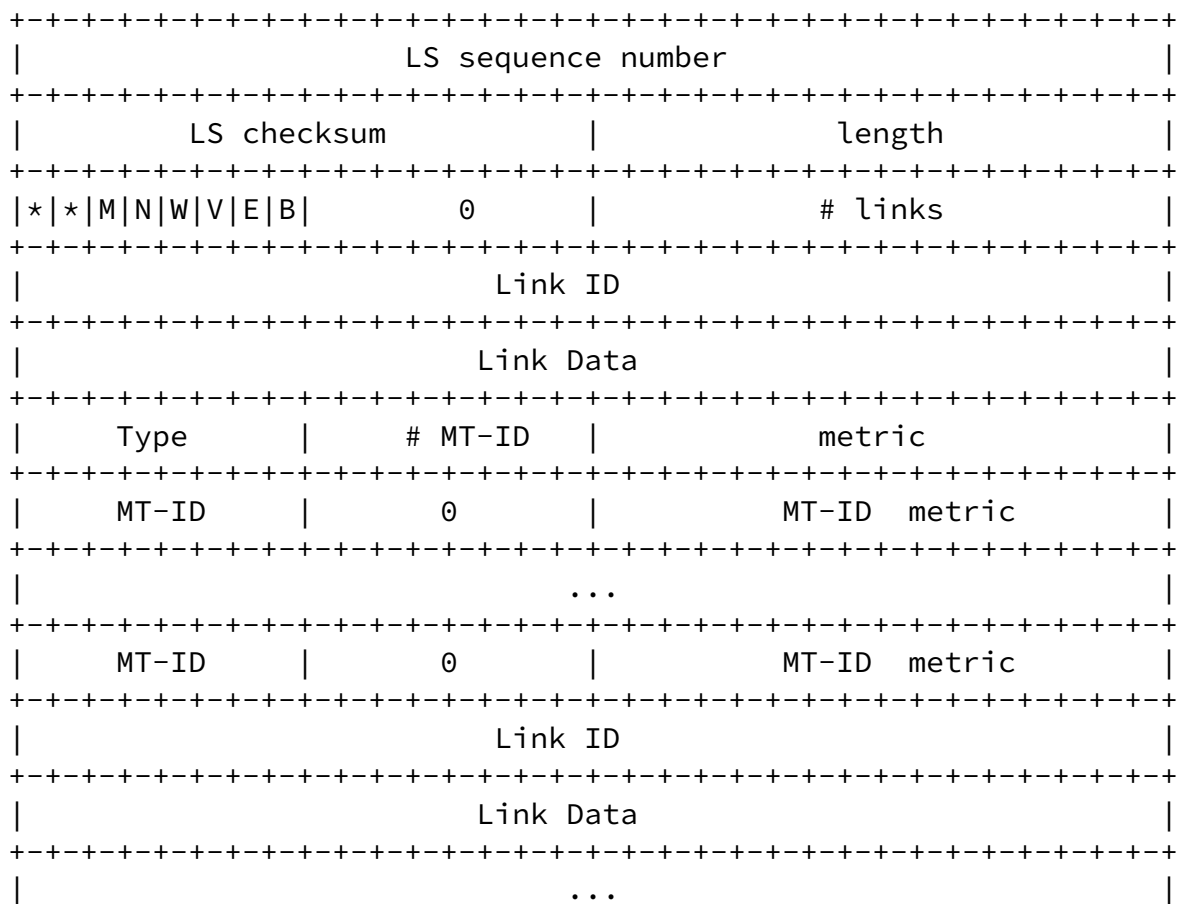 +-+-+-+-+-+-+-+-+-+-+-+-+-+-+-+-+-+-+-+-+-+-+-+-+-+-+-+-+-+-+-+-+
|                     LS sequence number                        |
+-+-+-+-+-+-+-+-+-+-+-+-+-+-+-+-+-+-+-+-+-+-+-+-+-+-+-+-+-+-+-+-+
|         LS checksum           |             length            |
+-+-+-+-+-+-+-+-+-+-+-+-+-+-+-+-+-+-+-+-+-+-+-+-+-+-+-+-+-+-+-+-+
|*|*|M|N|W|V|E|B|        0      |            # links            |
+-+-+-+-+-+-+-+-+-+-+-+-+-+-+-+-+-+-+-+-+-+-+-+-+-+-+-+-+-+-+-+-+
|                          Link ID                              |
+-+-+-+-+-+-+-+-+-+-+-+-+-+-+-+-+-+-+-+-+-+-+-+-+-+-+-+-+-+-+-+-+
|                         Link Data                             |
+-+-+-+-+-+-+-+-+-+-+-+-+-+-+-+-+-+-+-+-+-+-+-+-+-+-+-+-+-+-+-+-+
|     Type      |     # MT-ID   |            metric             |
+-+-+-+-+-+-+-+-+-+-+-+-+-+-+-+-+-+-+-+-+-+-+-+-+-+-+-+-+-+-+-+-+
|     MT-ID     |       0       |          MT-ID  metric        |
+-+-+-+-+-+-+-+-+-+-+-+-+-+-+-+-+-+-+-+-+-+-+-+-+-+-+-+-+-+-+-+-+
|                              ...                              |
+-+-+-+-+-+-+-+-+-+-+-+-+-+-+-+-+-+-+-+-+-+-+-+-+-+-+-+-+-+-+-+-+
|     MT-ID     |       0       |          MT-ID  metric        |
+-+-+-+-+-+-+-+-+-+-+-+-+-+-+-+-+-+-+-+-+-+-+-+-+-+-+-+-+-+-+-+-+
|                          Link ID                              |
+-+-+-+-+-+-+-+-+-+-+-+-+-+-+-+-+-+-+-+-+-+-+-+-+-+-+-+-+-+-+-+-+
|                         Link Data                             |
+-+-+-+-+-+-+-+-+-+-+-+-+-+-+-+-+-+-+-+-+-+-+-+-+-+-+-+-+-+-+-+-+
|                              ...                              |